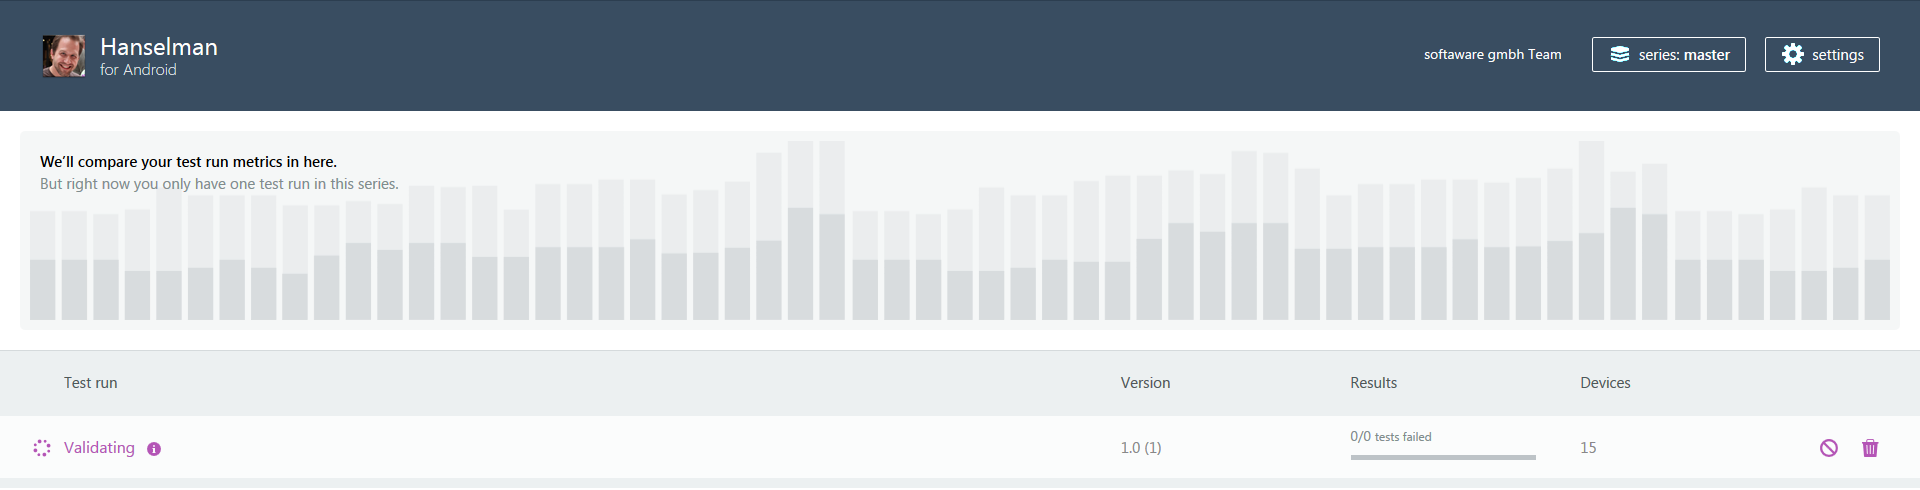 Hanselman
for Android
softaware gmbh Team
series: master
settings
We'll compare your test run metrics in here.
But right now you only have one test run in this series.
Test run
Version
Results
Devices
Validating
1.0 (1)
0/0 tests failed
15